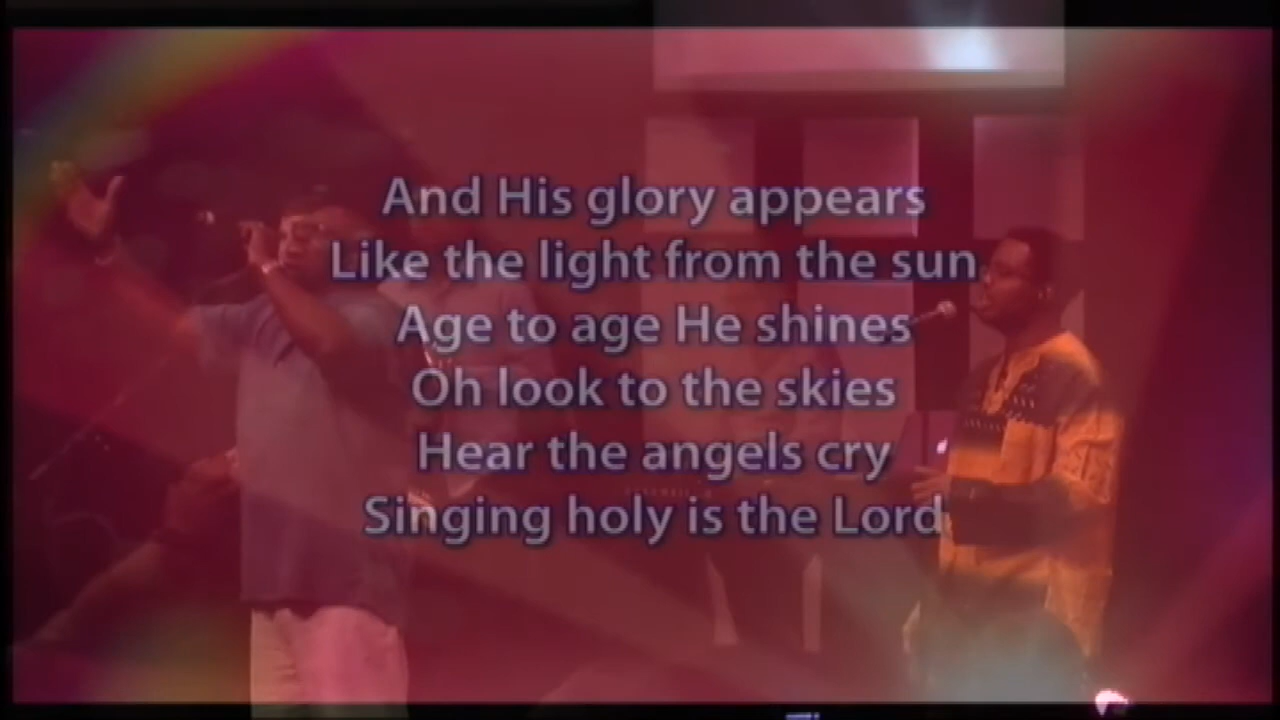 And His glory appears
Like the light from the sun
Age to age He shines
Oh look to the skies
Hear the angels cry
Singing holy is the Lord